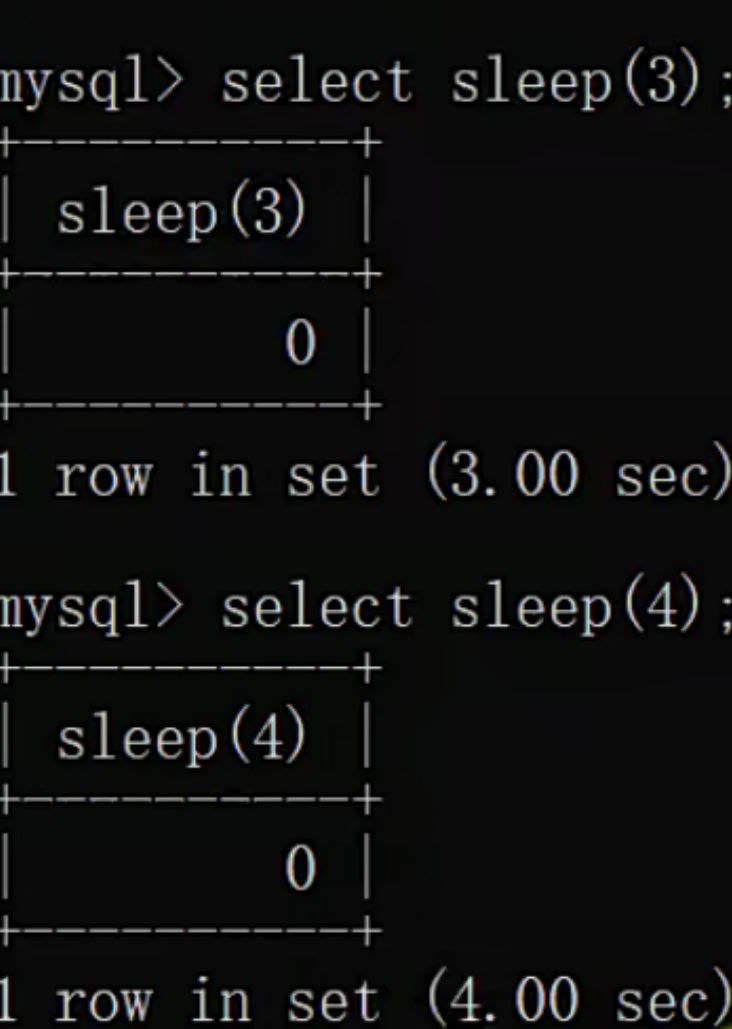 mysql> select sleep(3);
+------------+
| sleep(3) |
+------------+
| 0 |
+------------+
1 row in set (3.00 sec)
mysql> select sleep(4);
+------------+
| sleep(4) |
+------------+
| 0 |
+------------+
1 row in set (4.00 sec)